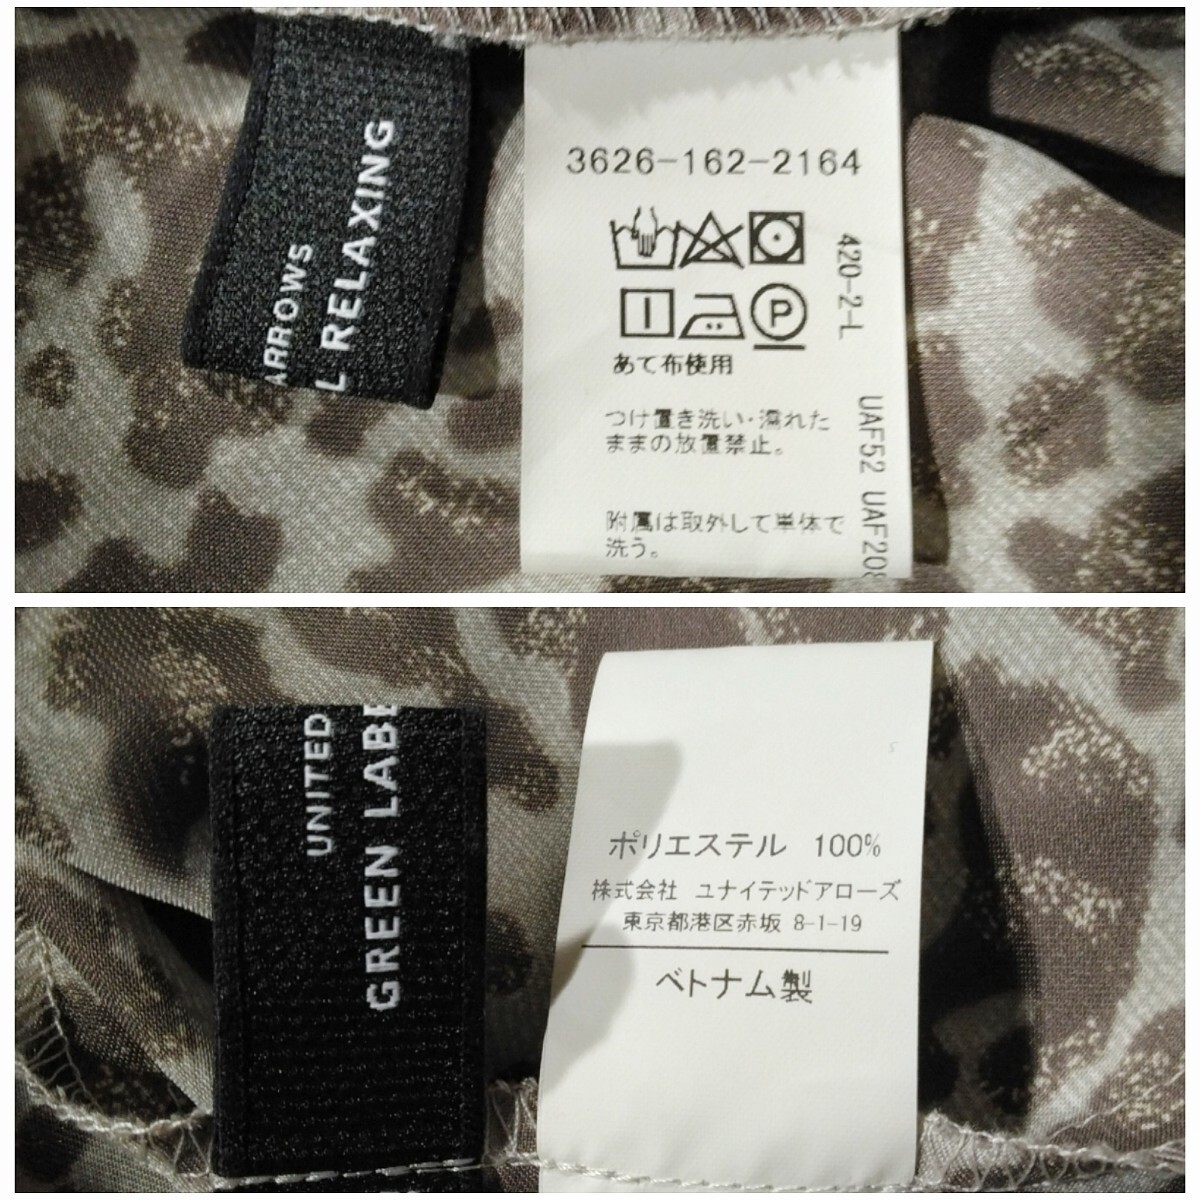 ARROWS
L RELAXING
3626-162-2164
あて布使用
つけ置き洗い・濡れた
ままの放置禁止。
附属は取外して単体で
洗う。
420-2-L
UAF52 UAF208
UNITED
GREEN LABE
ポリエステル 100%
株式会社 ユナイテッドアローズ
東京都港区赤坂 8-1-19
ベトナム製